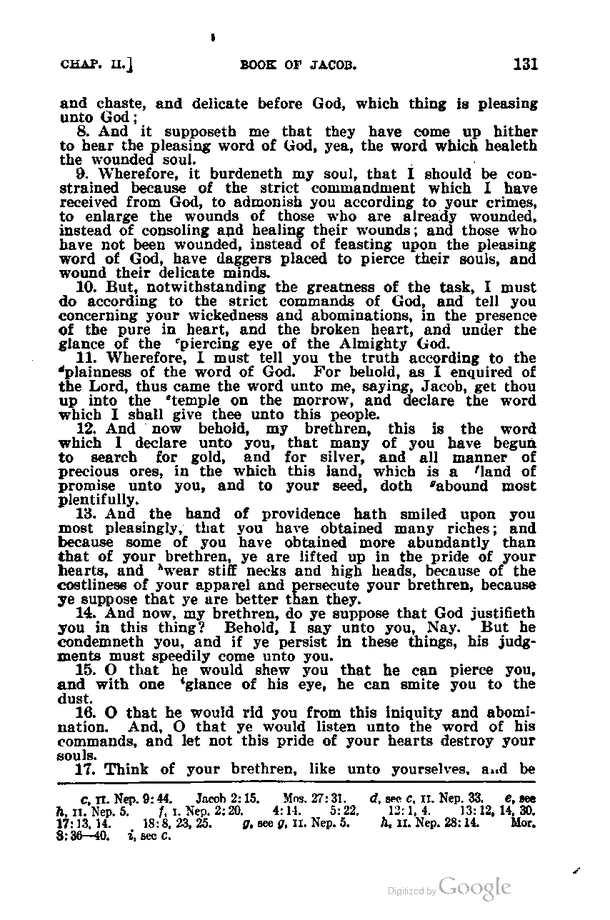 CHAP. II.] BOOK OF JACOB. 131
and chaste, and delicate before God, which thing is pleasing
unto God;
8. And it supposeth me that they have come up hither
to hear the pleasing word of God, yea, the word which healeth
the wounded soul.
9. Wherefore, it burdeneth my soul, that I should be con-
strained because of the strict commandment which I have
received from God, to admonish you according to your crimes,
to enlarge the wounds of those who are already wounded,
instead of consoling and healing their wounds; and those who
have not been wounded, instead of feasting upon the pleasing
word of God, have daggers placed to pierce their souls, and
wound their delicate minds.
10. But, notwithstanding the greatness of the task, I must
do according to the strict commands of God, and tell you
concerning your wickedness and abominations, in the presence
of the pure in heart, and the broken heart, and under the
glance of the cpiercing eye of the Almighty God.
11. Wherefore, I must tell you the truth according to the
dplainness of the word of God. For behold, as I enquired of
the Lord, thus came the word unto me, saying, Jacob, get thou
up into the etemple on the morrow, and declare the word
which I shall give thee unto this people.
12. And now behold, my brethren, this is the word
which I declare unto you, that many of you have begun
to search for gold, and for silver, and all manner of
precious ores, in the which this land, which is a fland of
promise unto you, and to your seed, doth gabound most
plentifully.
13. And the hand of providence hath smiled upon you
most pleasingly, that you have obtained many riches; and
because some of you have obtained more abundantly than
that of your brethren, ye are lifted up in the pride of your
hearts, and hwear stiff necks and high heads, because of the
costliness of your apparel and persecute your brethren, because
ye suppose that ye are better than they.
14. And now, my brethren, do ye suppose that God justifieth
you in this thing? Behold, I say unto you, Nay. But he
condemneth you, and if ye persist in these things, his judg-
ments must speedily come unto you.
15. O that he would shew you that he can pierce you,
and with one iglance of his eye, he can smite you to the
dust.
16. O that he would rid you from this iniquity and abomi-
nation. And, O that ye would listen unto the word of his
commands, and let not this pride of your hearts destroy your
souls.
17. Think of your brethren, like unto yourselves, and be
c, II. Nep. 9:44. Jacob 2:15. Mos. 27:31. d, see c, II. Nep. 33. e, see
h, II. Nep. 5. f, I. Nep. 2:20. 4:14. 5:22. 12:1, 4. 13:12, 14, 30.
17:13, 14. 18:8, 23, 25. g, see g, II. Nep. 5. h, II. Nep. 28:14. Mor.
8:36—40. i, see c.
Digitized by Google